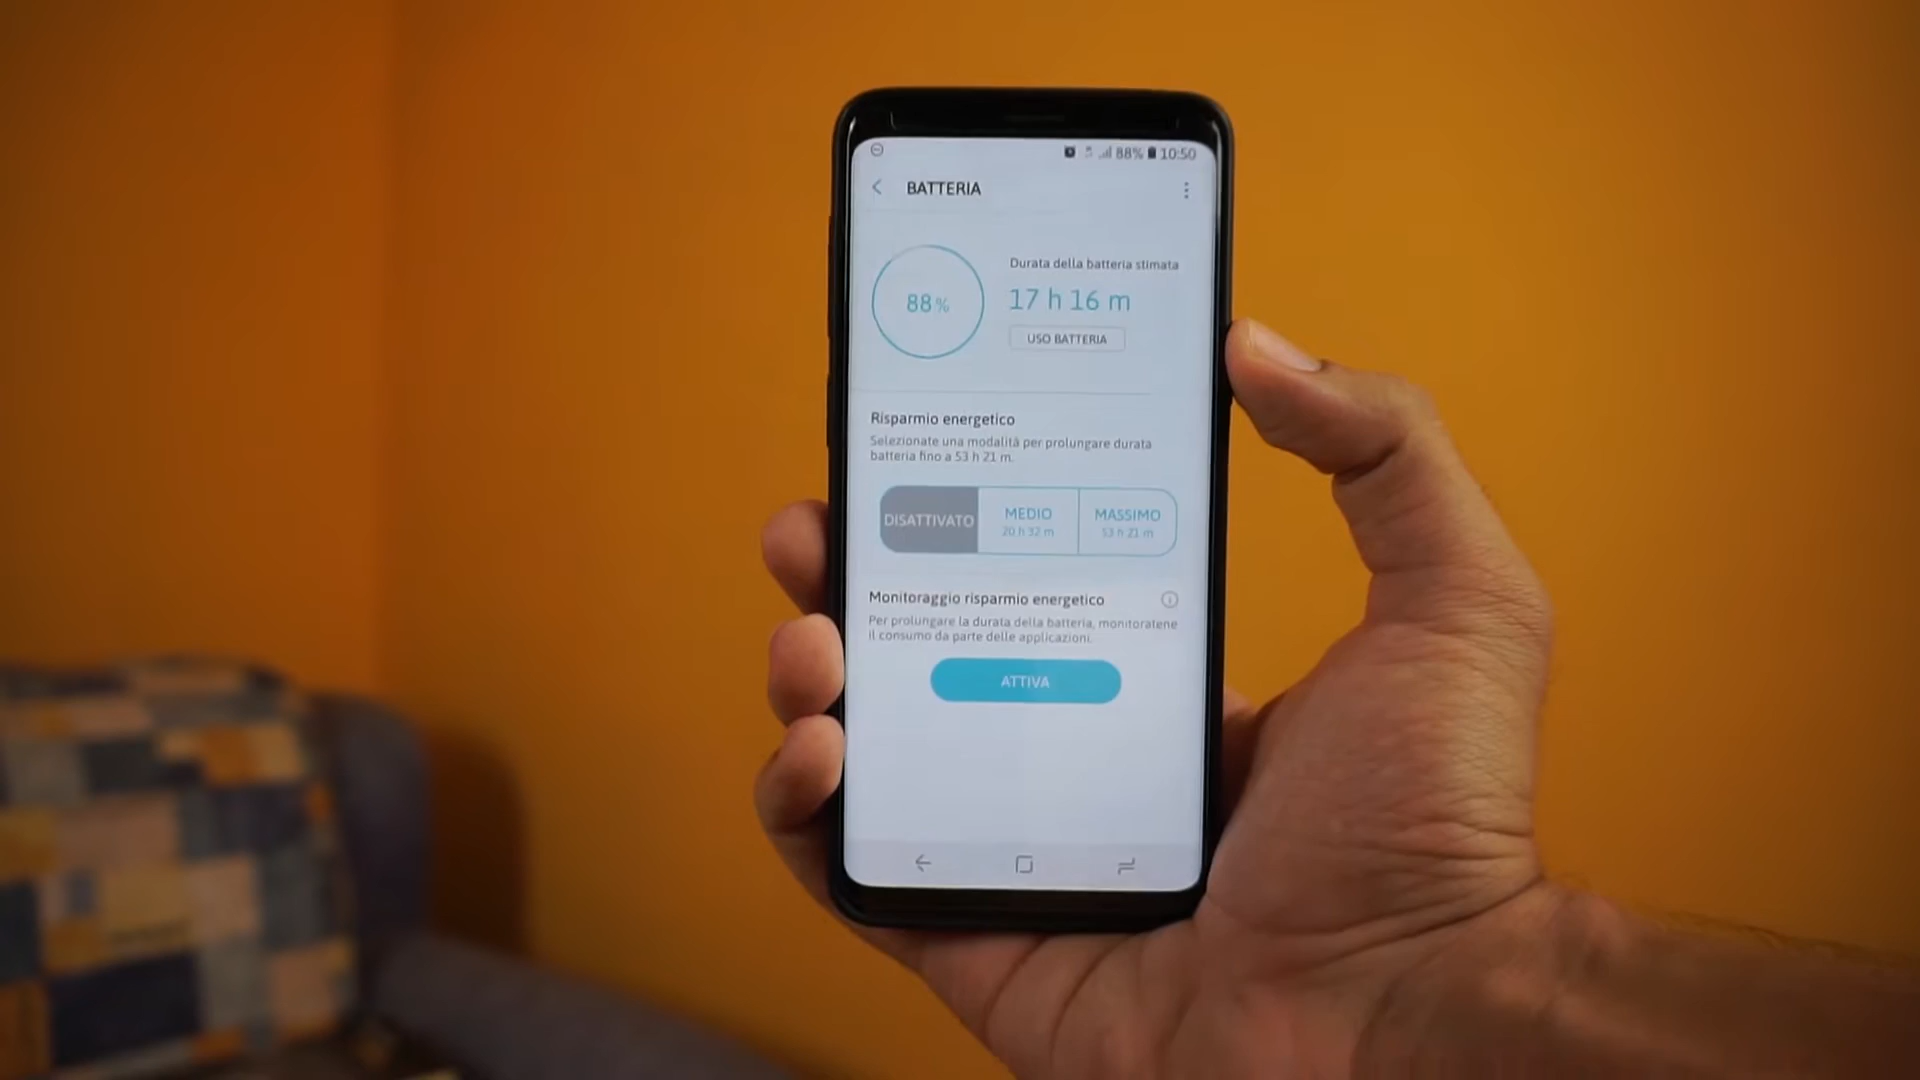 88% 10:50
BATTERIA
Durata della batteria stimata
88%
17 h 16 m
USO BATTERIA
Risparmio energetico
Selezionate una modalità per prolungare durata
batteria fino a 53 h 21 m.
DISATTIVATO
MEDIO
20 h 32 m
MASSIMO
53 h 21 m
Monitoraggio risparmio energetico
Per prolungare la durata della batteria, monitoratene
il consumo da parte delle applicazioni.
ATTIVA